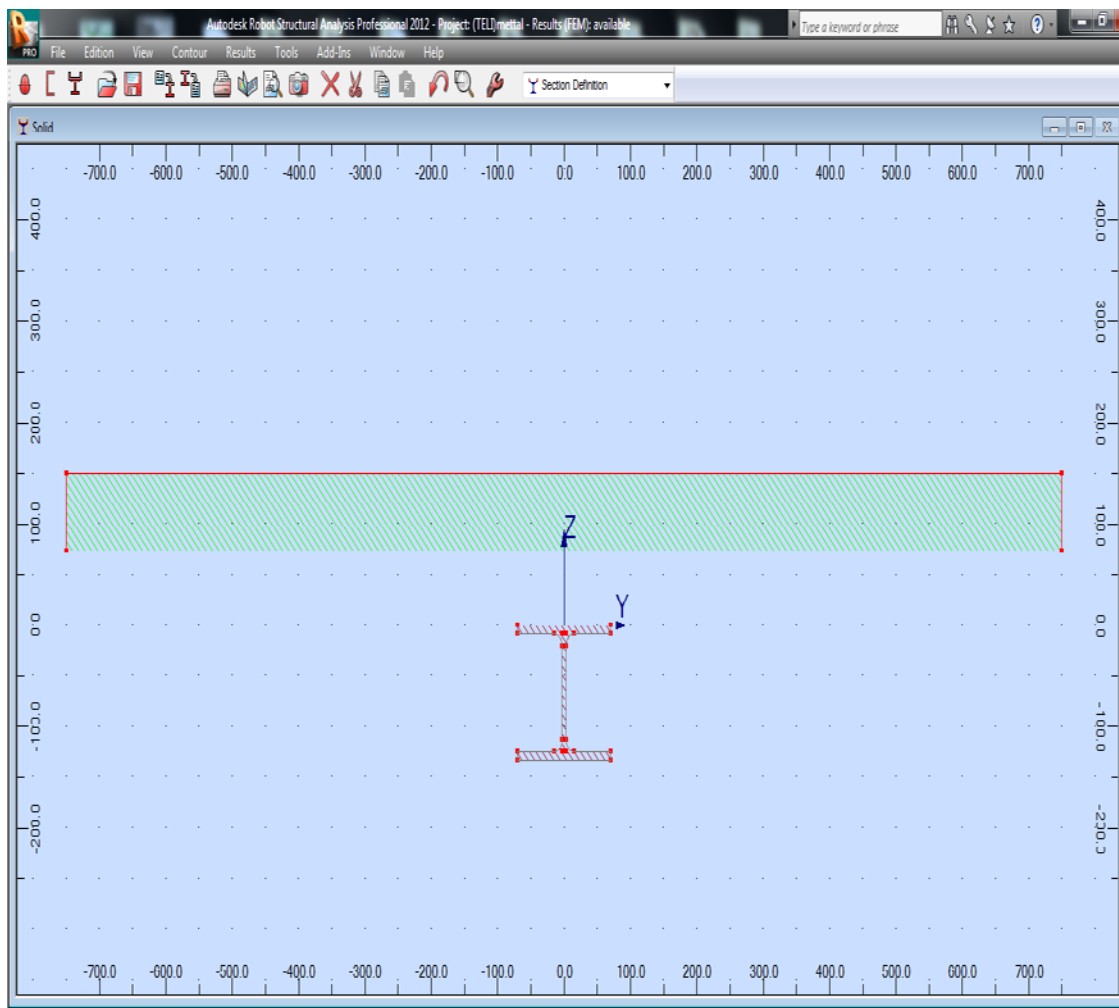 Autodesk Robot Structural Analysis Professional 2012 - Project: (TELI)mettal - Results (FEM): available
Type a keyword or phrase
PRO
File Edition View Contour Results Tools Add-Ins Window Help
Section Definition
Solid
-700.0 -600.0 -500.0 -400.0 -300.0 -200.0 -100.0 0.0 100.0 200.0 300.0 400.0 500.0 600.0 700.0
400.0 400.0
300.0 300.0
200.0 200.0
100.0 Z 100.0
Y
0.0 0.0
-100.0 -100.0
-200.0 -200.0
-700.0 -600.0 -500.0 -400.0 -300.0 -200.0 -100.0 0.0 100.0 200.0 300.0 400.0 500.0 600.0 700.0